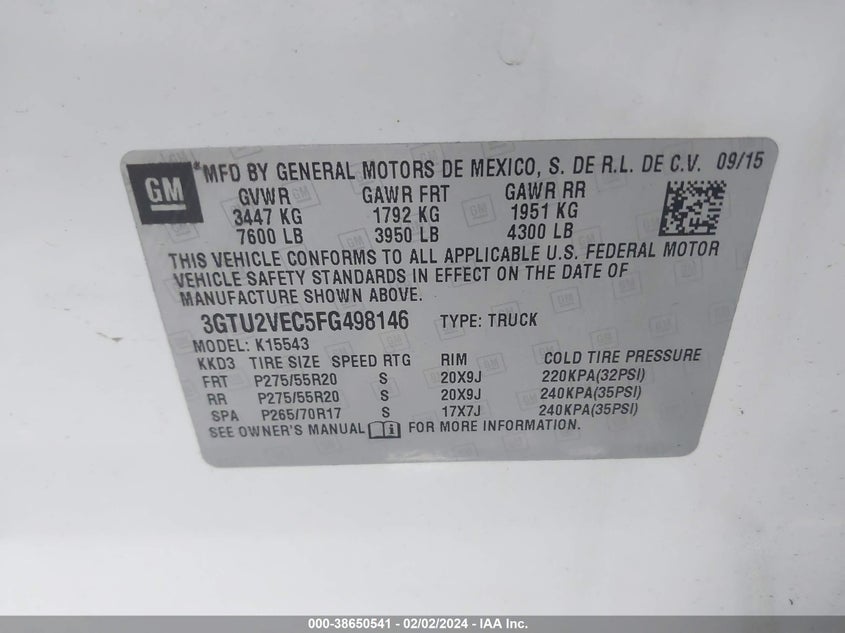 GM
*MFD BY GENERAL MOTORS DE MEXICO, S. DE R.L. DE C.V. 09/15
GVWR GAWR FRT GAWR RR
3447 KG 1792 KG 1951 KG
7600 LB 3950 LB 4300 LB
THIS VEHICLE CONFORMS TO ALL APPLICABLE U.S. FEDERAL MOTOR
VEHICLE SAFETY STANDARDS IN EFFECT ON THE DATE OF
MANUFACTURE SHOWN ABOVE.
3GTU2VEC5FG498146 TYPE: TRUCK
MODEL: K15543
KKD3 TIRE SIZE SPEED RTG RIM COLD TIRE PRESSURE
FRT P275/55R20 S 20X9J 220KPA(32PSI)
RR P275/55R20 S 20X9J 240KPA(35PSI)
SPA P265/70R17 S 17X7J 240KPA(35PSI)
SEE OWNER'S MANUAL FOR MORE INFORMATION.
000-38650541 - 02/02/2024 - IAA Inc.